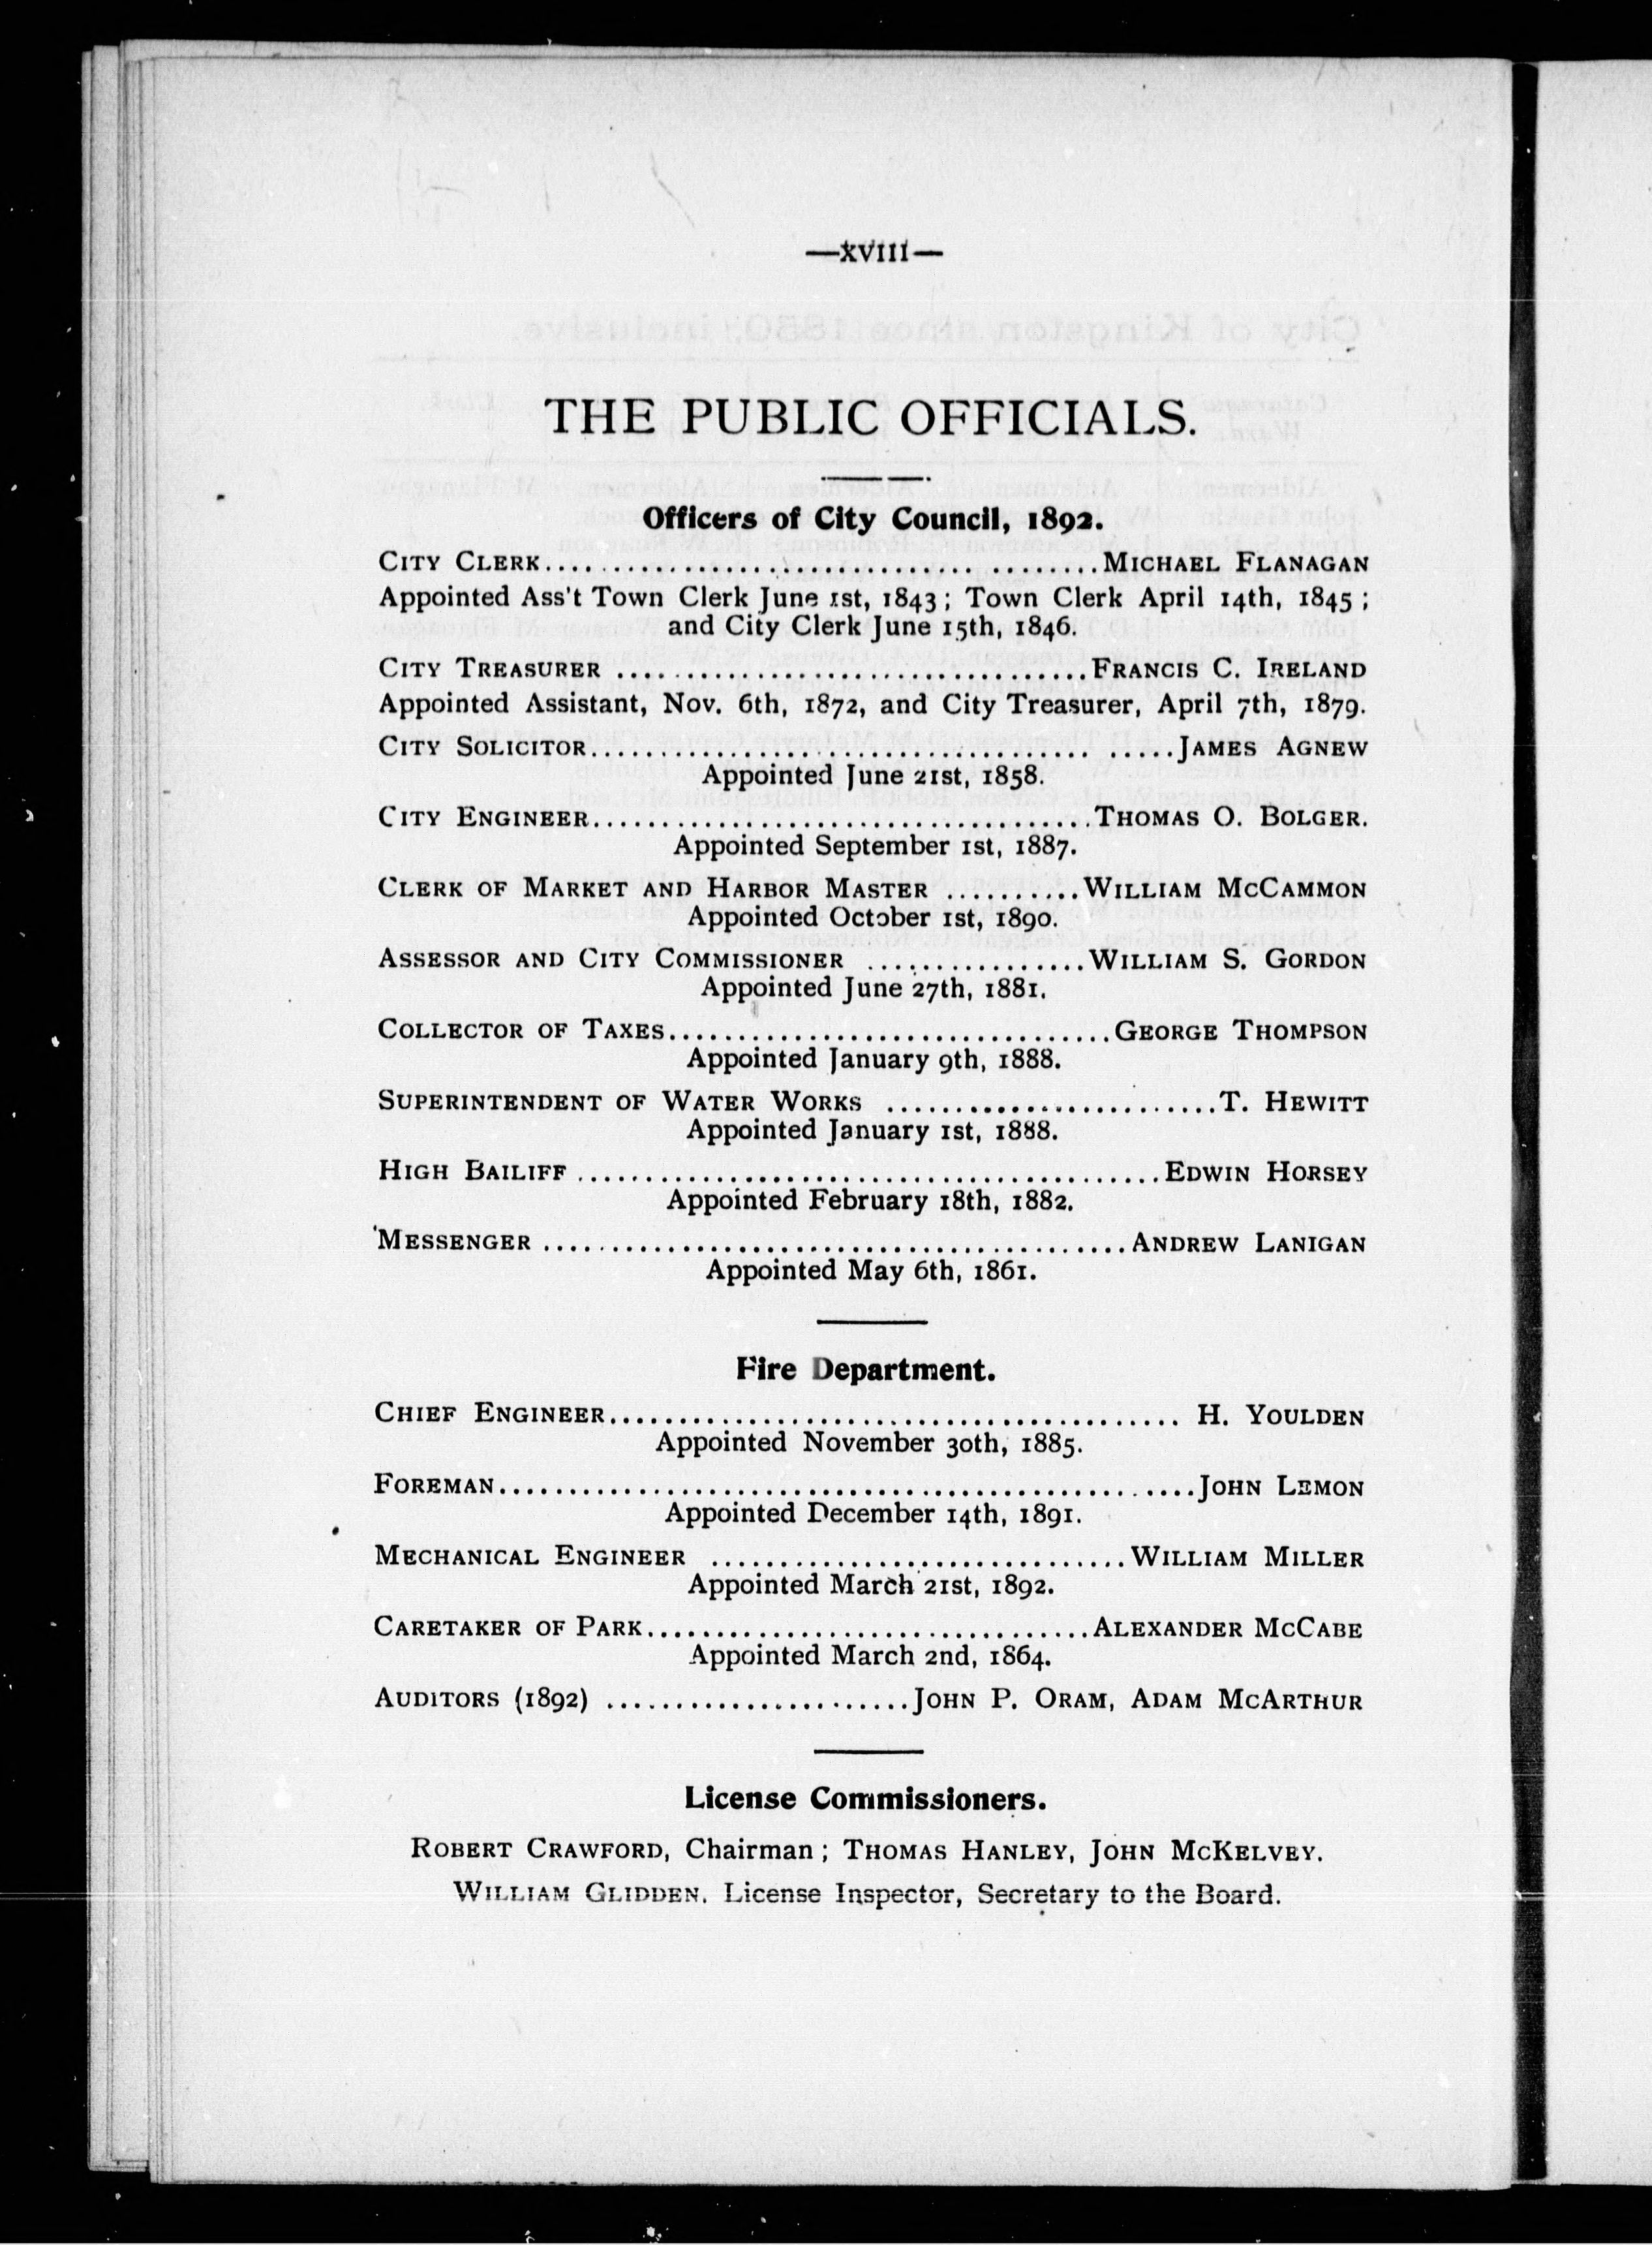 —XVIII—
THE PUBLIC OFFICIALS.
Officers of City Council, 1892.
CITY CLERK........................................MICHAEL FLANAGAN
Appointed Ass't Town Clerk June 1st, 1843; Town Clerk April 14th, 1845;
and City Clerk June 15th, 1846.
CITY TREASURER ..................................FRANCIS C. IRELAND
Appointed Assistant, Nov. 6th, 1872, and City Treasurer, April 7th, 1879.
CITY SOLICITOR.........................................JAMES AGNEW
Appointed June 21st, 1858.
CITY ENGINEER....................................THOMAS O. BOLGER.
Appointed September 1st, 1887.
CLERK OF MARKET AND HARBOR MASTER ..........WILLIAM MCCAMMON
Appointed October 1st, 1890.
ASSESSOR AND CITY COMMISSIONER ................WILLIAM S. GORDON
Appointed June 27th, 1881.
COLLECTOR OF TAXES................................GEORGE THOMPSON
Appointed January 9th, 1888.
SUPERINTENDENT OF WATER WORKS ........................T. HEWITT
Appointed January 1st, 1888.
HIGH BAILIFF ..........................................EDWIN HORSEY
Appointed February 18th, 1882.
MESSENGER ..........................................ANDREW LANIGAN
Appointed May 6th, 1861.
Fire Department.
CHIEF ENGINEER......................................... H. YOULDEN
Appointed November 30th, 1885.
FOREMAN..................................................JOHN LEMON
Appointed December 14th, 1891.
MECHANICAL ENGINEER ..............................WILLIAM MILLER
Appointed March 21st, 1892.
CARETAKER OF PARK................................ALEXANDER MCCABE
Appointed March 2nd, 1864.
AUDITORS (1892) ......................JOHN P. ORAM, ADAM MCARTHUR
License Commissioners.
ROBERT CRAWFORD, Chairman; THOMAS HANLEY, JOHN MCKELVEY.
WILLIAM GLIDDEN. License Inspector, Secretary to the Board.